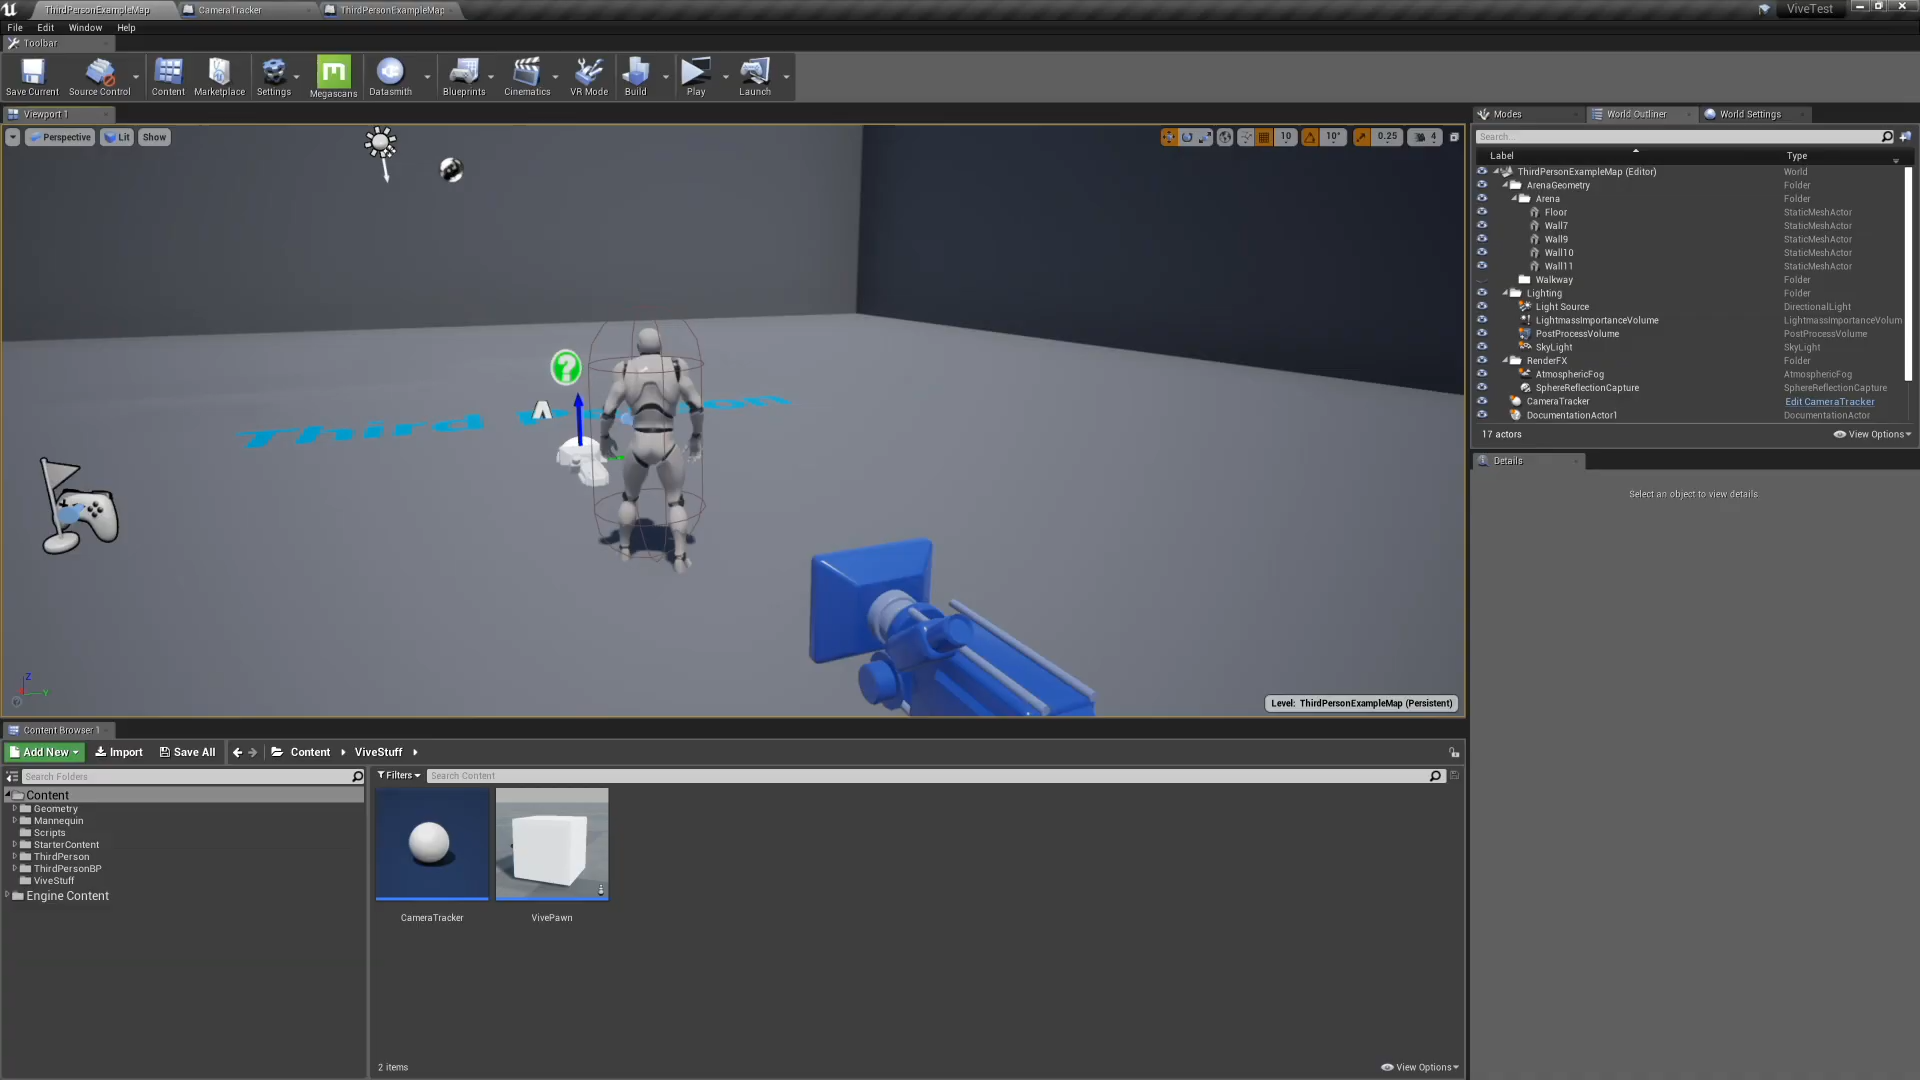 ThirdPersonExampleMap
CameraTracker
ThirdPersonExampleMap
ViveTest
File Edit Window Help
Toolbar
Save Current
Source Control
Content
Marketplace
Settings
Megascans
Datasmith
Blueprints
Cinematics
VR Mode
Build
Play
Launch
Viewport 1
Perspective
Lit
Show
10
10°
0.25
4
Third
Level: ThirdPersonExampleMap (Persistent)
Z
Y
Modes
World Outliner
World Settings
Search...
Label Type
ThirdPersonExampleMap (Editor) World
ArenaGeometry Folder
Arena Folder
Floor StaticMeshActor
Wall7 StaticMeshActor
Wall9 StaticMeshActor
Wall10 StaticMeshActor
Wall11 StaticMeshActor
Walkway Folder
Lighting Folder
Light Source DirectionalLight
LightmassImportanceVolume LightmassImportanceVolum
PostProcessVolume PostProcessVolume
SkyLight SkyLight
RenderFX Folder
AtmosphericFog AtmosphericFog
SphereReflectionCapture SphereReflectionCapture
CameraTracker Edit CameraTracker
DocumentationActor1 DocumentationActor
17 actors
View Options
Details
Select an object to view details
Content Browser 1
Add New
Import
Save All
Content
ViveStuff
Search Folders
Filters
Search Content
Content
Geometry
Mannequin
Scripts
StarterContent
ThirdPerson
ThirdPersonBP
ViveStuff
Engine Content
CameraTracker
VivePawn
2 items
View Options